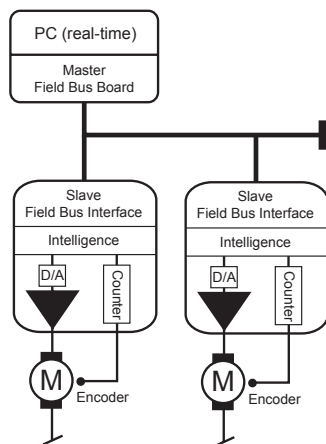 PC (real-time)
Master
Field Bus Board
Slave
Field Bus Interface
Intelligence
D/A
Counter
M
Encoder
Slave
Field Bus Interface
Intelligence
D/A
Counter
M
Encoder